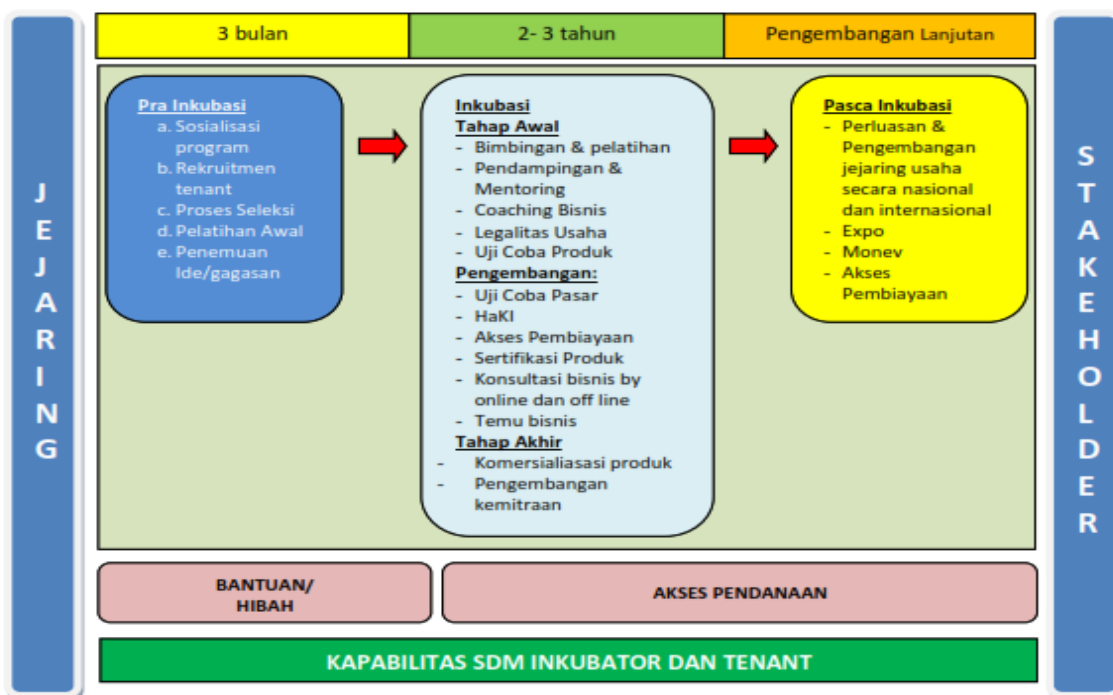 3 bulan
2- 3 tahun
Pengembangan Lanjutan
JEJARING
Pra Inkubasi
a. Sosialisasi
program
b. Rekruitmen
tenant
c. Proses Seleksi
d. Pelatihan Awal
e. Penemuan
Ide/gagasan
Inkubasi
Tahap Awal
- Bimbingan & pelatihan
- Pendampingan &
Mentoring
- Coaching Bisnis
- Legalitas Usaha
- Uji Coba Produk
Pengembangan:
- Uji Coba Pasar
- HaKI
- Akses Pembiayaan
- Sertifikasi Produk
- Konsultasi bisnis by
online dan off line
- Temu bisnis
Tahap Akhir
- Komersialiasasi produk
- Pengembangan
kemitraan
Pasca Inkubasi
- Perluasan &
Pengembangan
jejaring usaha
secara nasional
dan internasional
- Expo
- Monev
- Akses
Pembiayaan
STAKEHOLDER
BANTUAN/
HIBAH
AKSES PENDANAAN
KAPABILITAS SDM INKUBATOR DAN TENANT